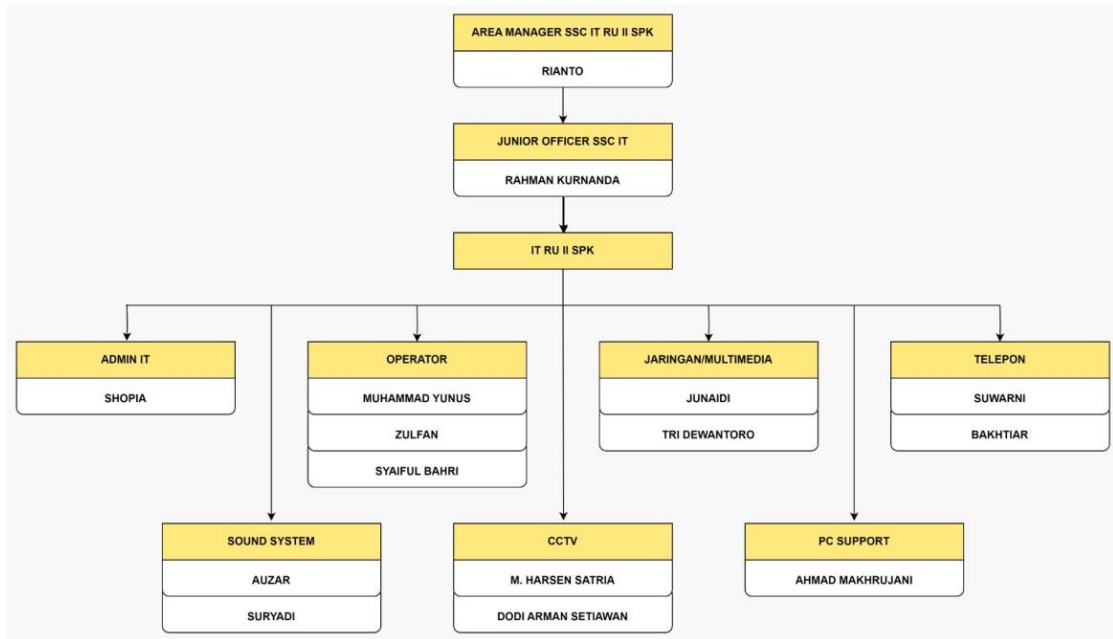 AREA MANAGER SSC IT RU II SPK
RIANTO
JUNIOR OFFICER SSC IT
RAHMAN KURNANDA
IT RU II SPK
ADMIN IT
SHOPIA
OPERATOR
MUHAMMAD YUNUS
ZULFAN
SYAIFUL BAHRI
JARINGAN/MULTIMEDIA
JUNAIDI
TRI DEWANTORO
TELEPON
SUWARNI
BAKHTIAR
SOUND SYSTEM
AUZAR
SURYADI
CCTV
M. HARSEN SATRIA
DODI ARMAN SETIAWAN
PC SUPPORT
AHMAD MAKHRUJANI